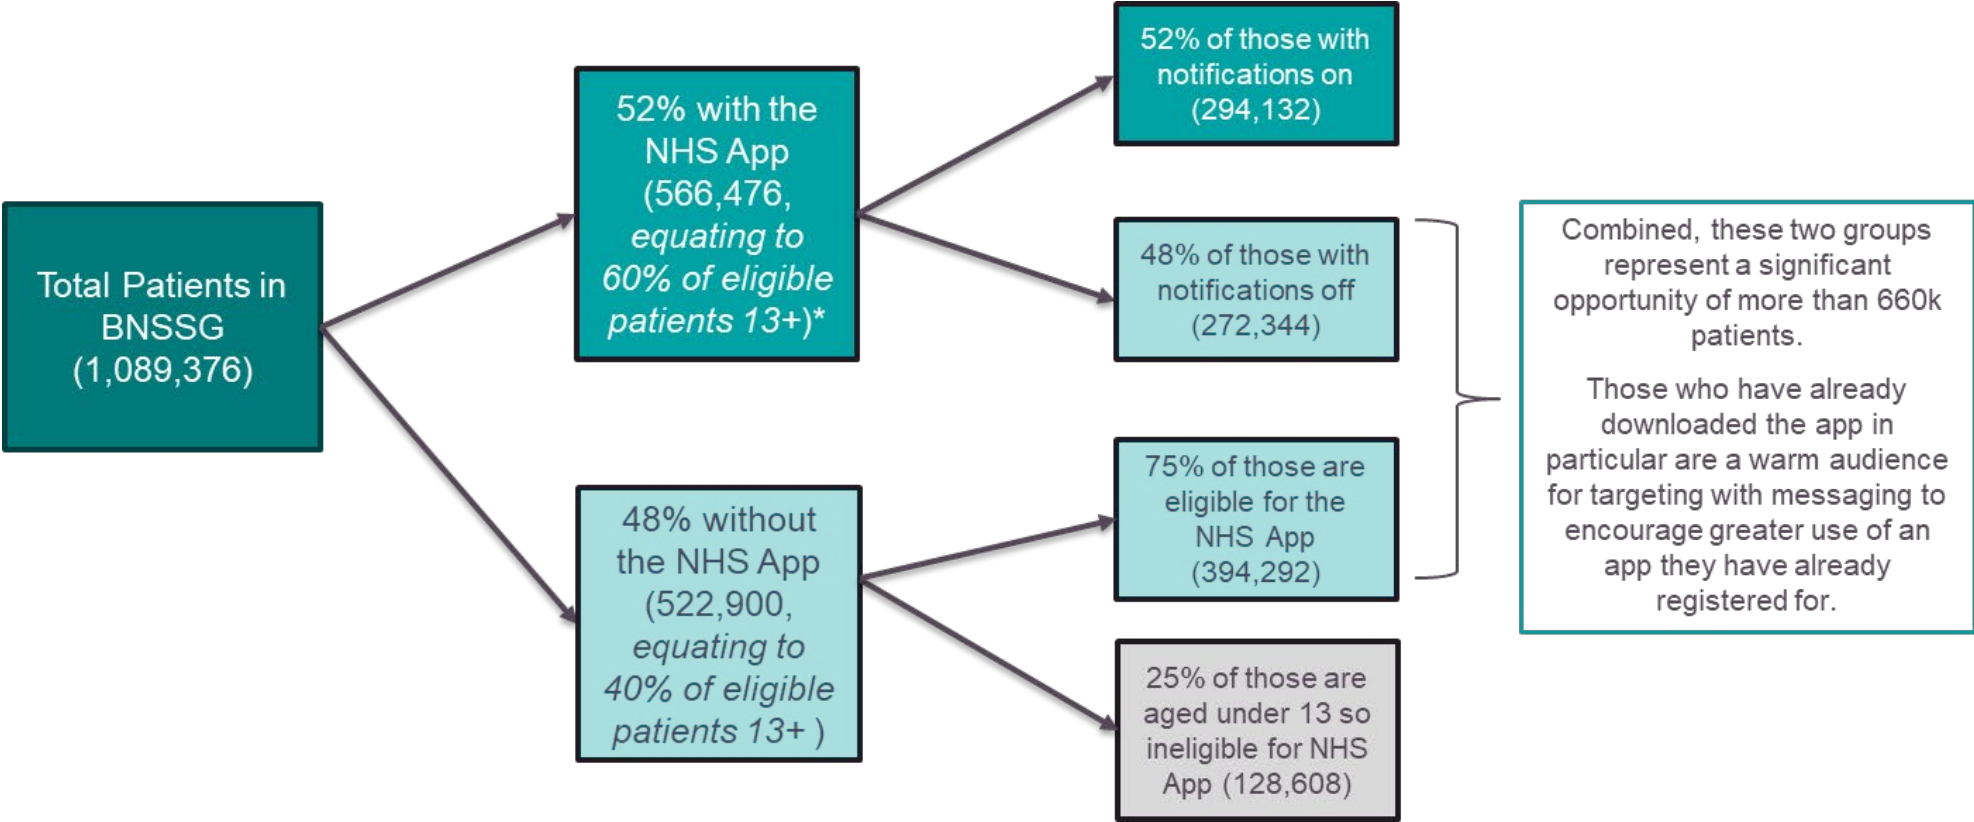 Total Patients in
BNSSG
(1,089,376)
52% with the
NHS App
(566,476,
equating to
60% of eligible
patients 13+)*
48% without
the NHS App
(522,900,
equating to
40% of eligible
patients 13+ )
52% of those with
notifications on
(294,132)
48% of those with
notifications off
(272,344)
75% of those are
eligible for the
NHS App
(394,292)
25% of those are
aged under 13 so
ineligible for NHS
App (128,608)
Combined, these two groups
represent a significant
opportunity of more than 660k
patients.
Those who have already
downloaded the app in
particular are a warm audience
for targeting with messaging to
encourage greater use of an
app they have already
registered for.